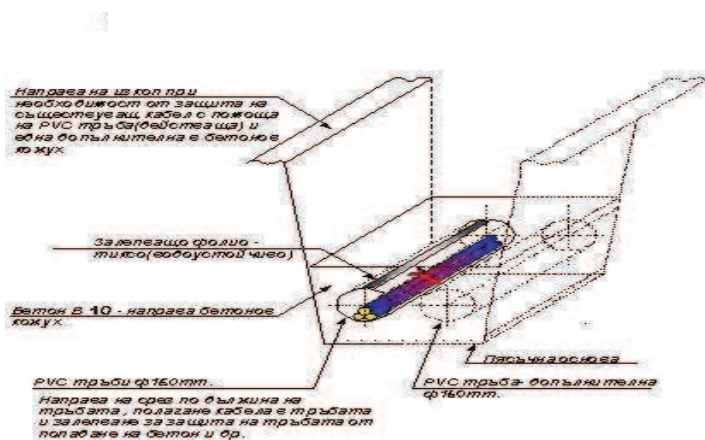 Направа на изкоп при
необходимост от защита на
съществуващ кабел с помоща
на PVC тръба(действаща) и
една допълнителна в бетонов
кожух.
Залепващо фолио -
тиксо(водоустойчиво)
Бетон В 10 - направа бетонов
кожух.
Пясъчна основа
PVC тръби ф160mm.
PVC тръба- допълнителна
ф160mm.
Направа на срез по дължина на
тръбата, полагане кабела в тръбата
и залепване за защита на тръбата от
попадане на бетон и др.